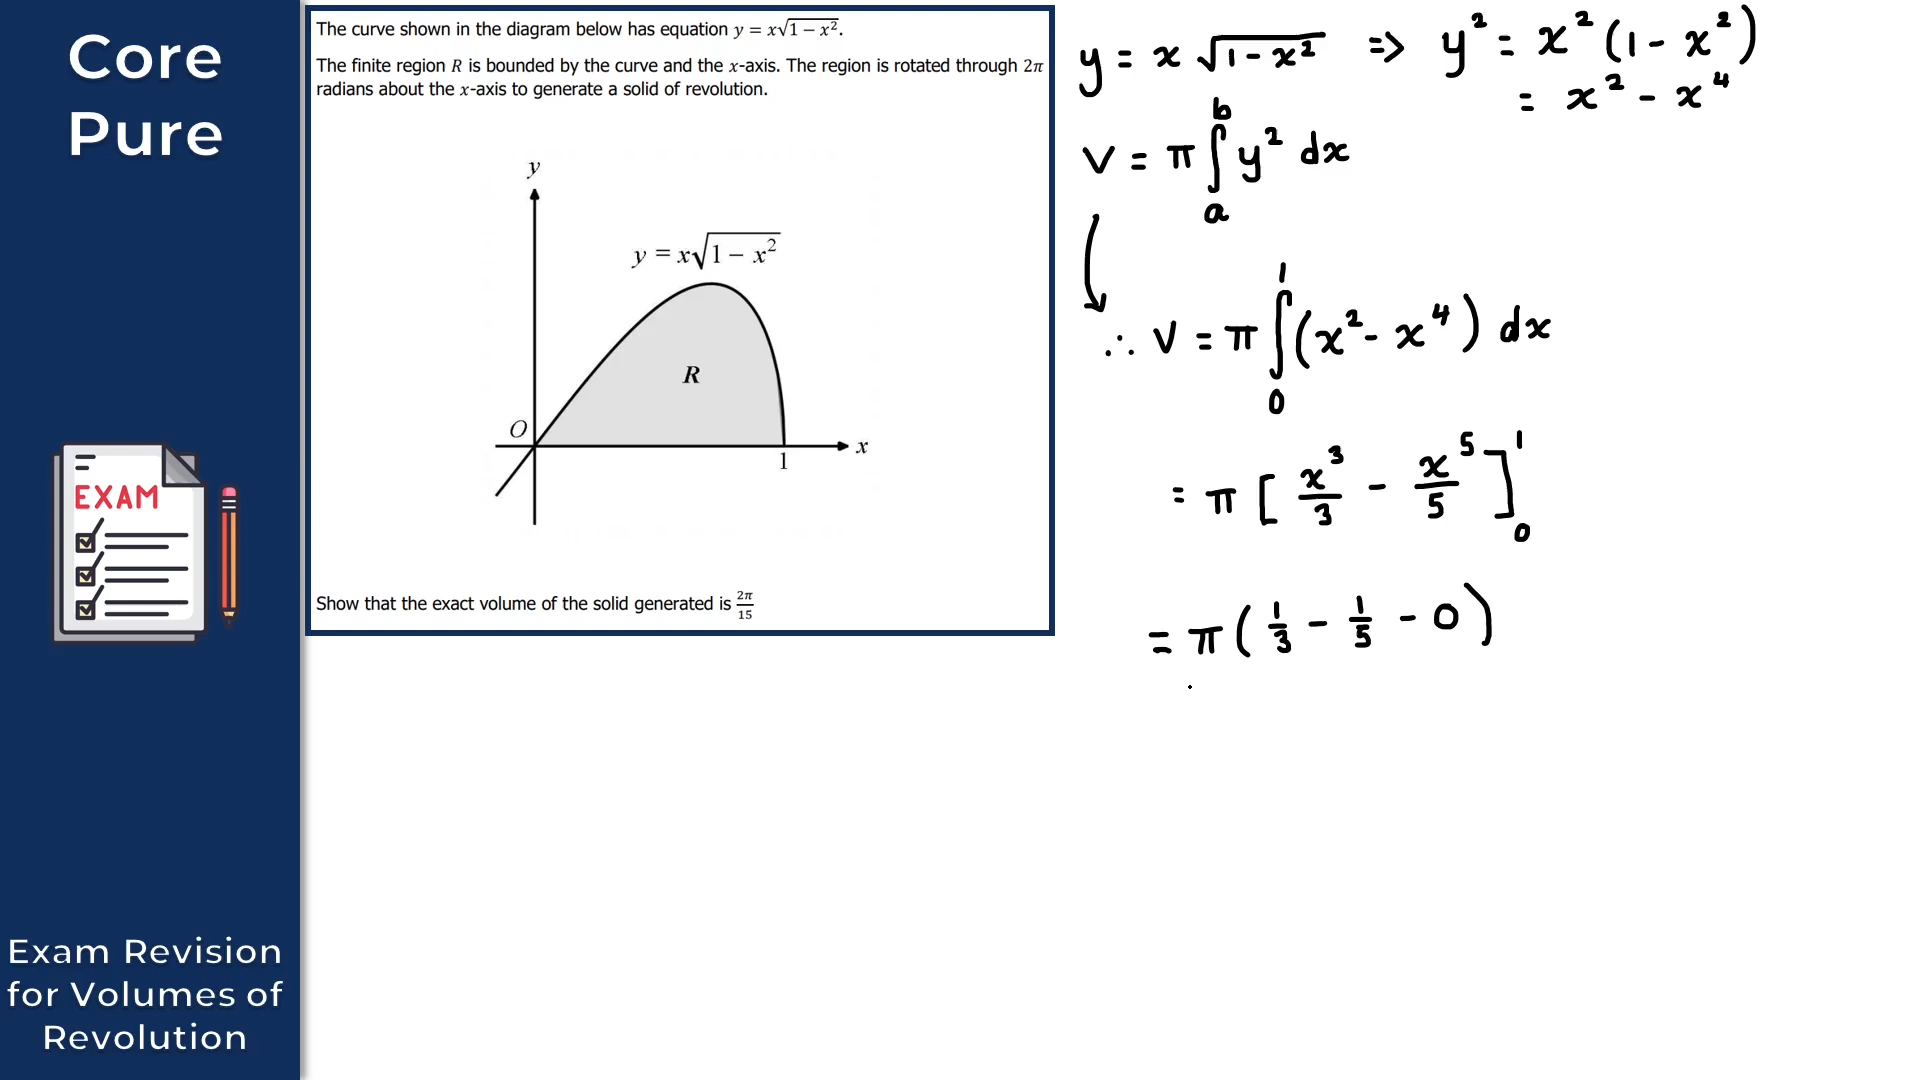 Core
Pure
EXAM
Exam Revision
for Volumes of
Revolution
The curve shown in the diagram below has equation y = x√(1 − x²).
The finite region R is bounded by the curve and the x-axis. The region is rotated through 2π
radians about the x-axis to generate a solid of revolution.
y
y = x√(1 − x²)
R
O
1
x
Show that the exact volume of the solid generated is 2π/15
y = x √(1 - x²) ⇒ y² = x² (1 - x²)
= x² - x⁴
V = π ∫ₐᵇ y² dx
∴ V = π ∫₀¹ (x² - x⁴) dx
= π [ x³/3 - x⁵/5 ]₀¹
= π ( 1/3 - 1/5 - 0 )